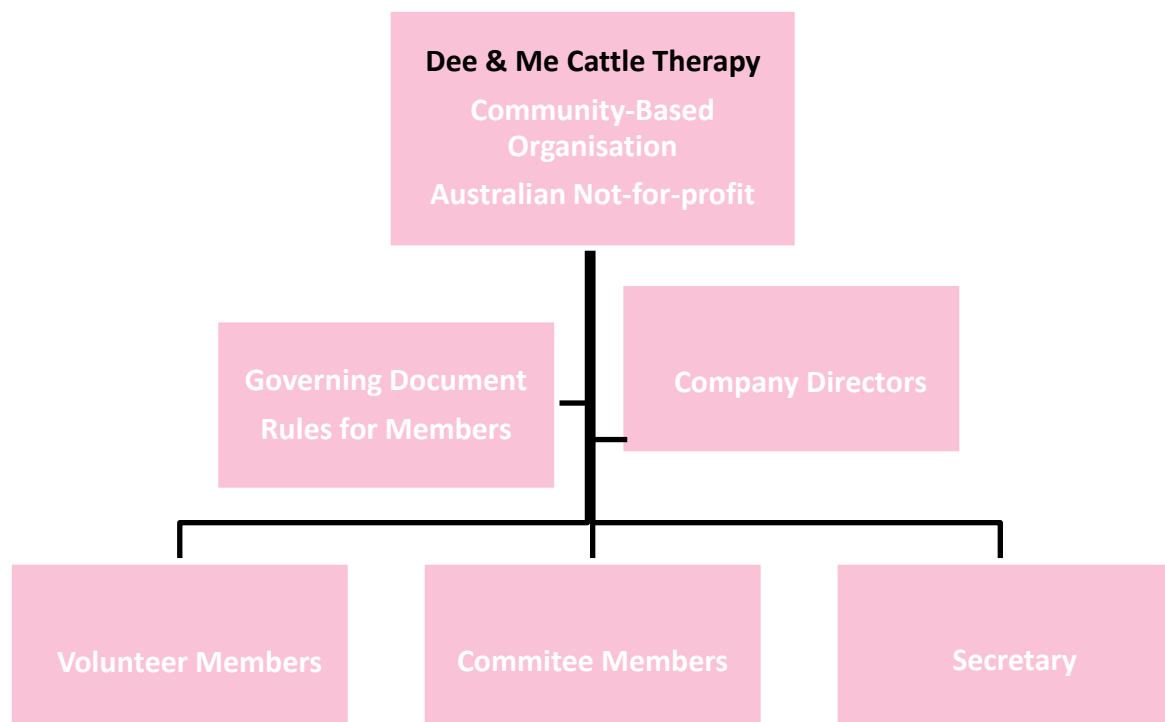 Dee & Me Cattle Therapy
Community-Based
Organisation
Australian Not-for-profit
Governing Document
Rules for Members
Company Directors
Volunteer Members
Commitee Members
Secretary